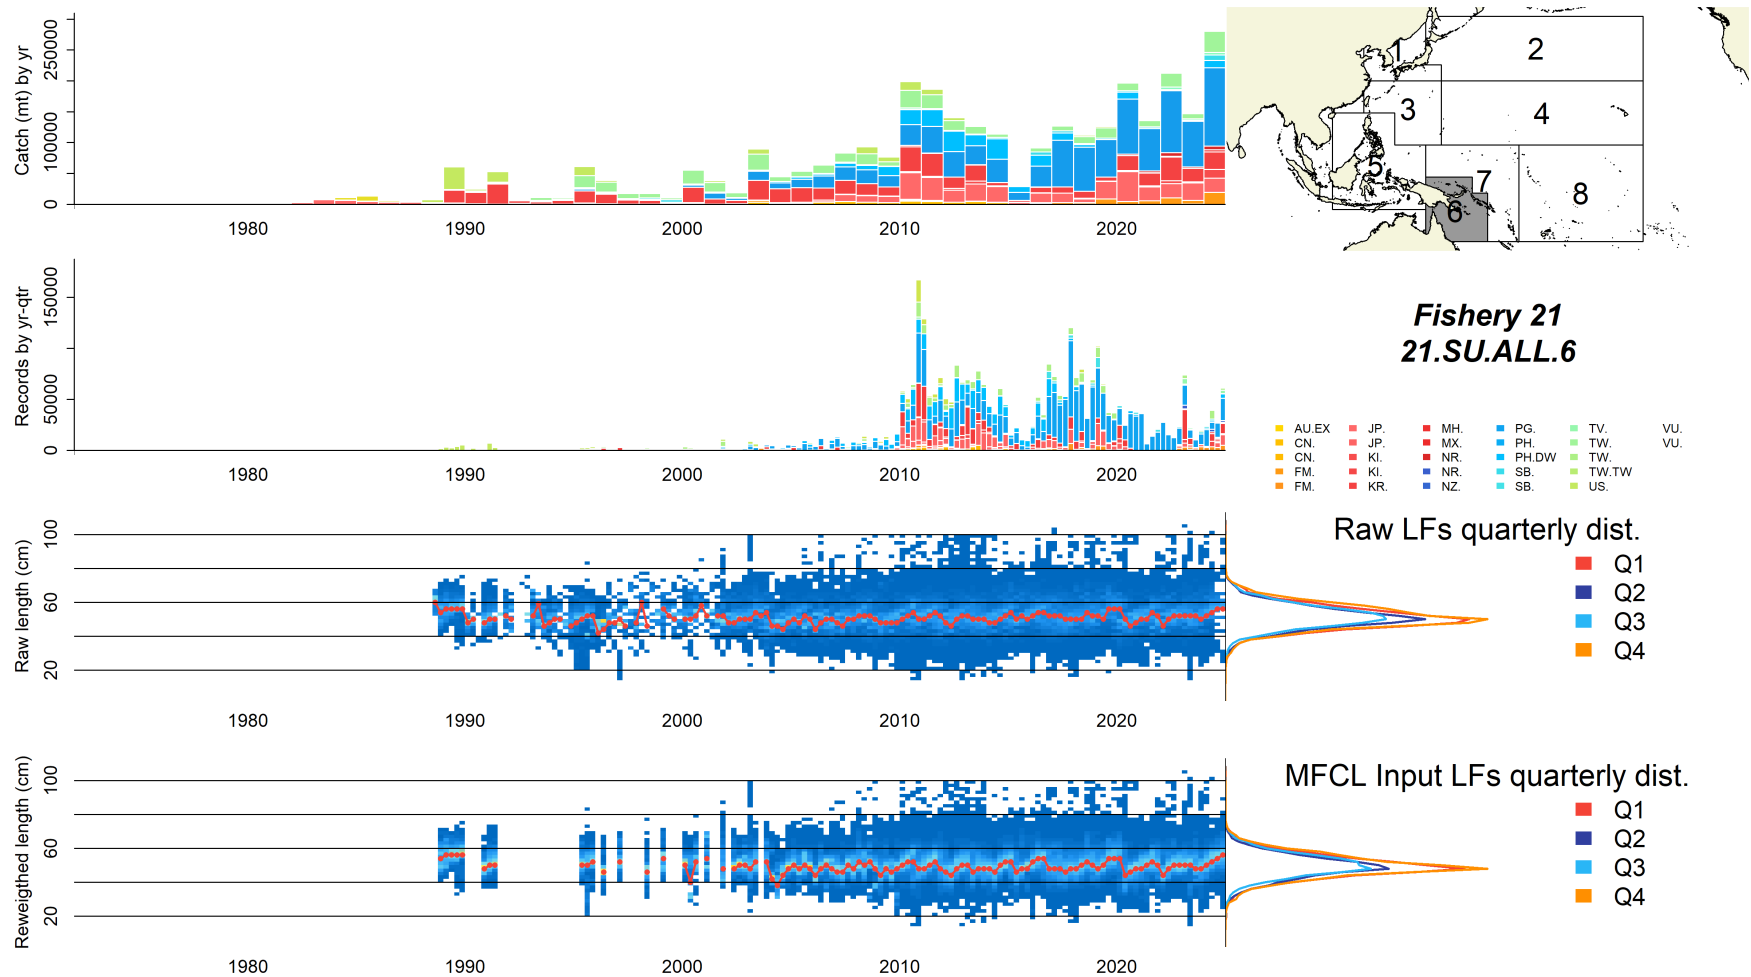 Catch (mt) by yr
250000
100000
0
1980
1990
2000
2010
2020
1
2
3
4
5
6
7
8
Records by yr-qtr
150000
50000
0
1980
1990
2000
2010
2020
Fishery 21
21.SU.ALL.6
AU.EX JP. MH. PG. TV. VU.
CN. JP. MX. PH. TW. VU.
CN. KI. NR. PH.DW TW.
FM. KI. NR. SB. TW.TW
FM. KR. NZ. SB. US.
Raw length (cm)
100
60
20
1980
1990
2000
2010
2020
Raw LFs quarterly dist.
Q1
Q2
Q3
Q4
Reweigthed length (cm)
100
60
20
1980
1990
2000
2010
2020
MFCL Input LFs quarterly dist.
Q1
Q2
Q3
Q4